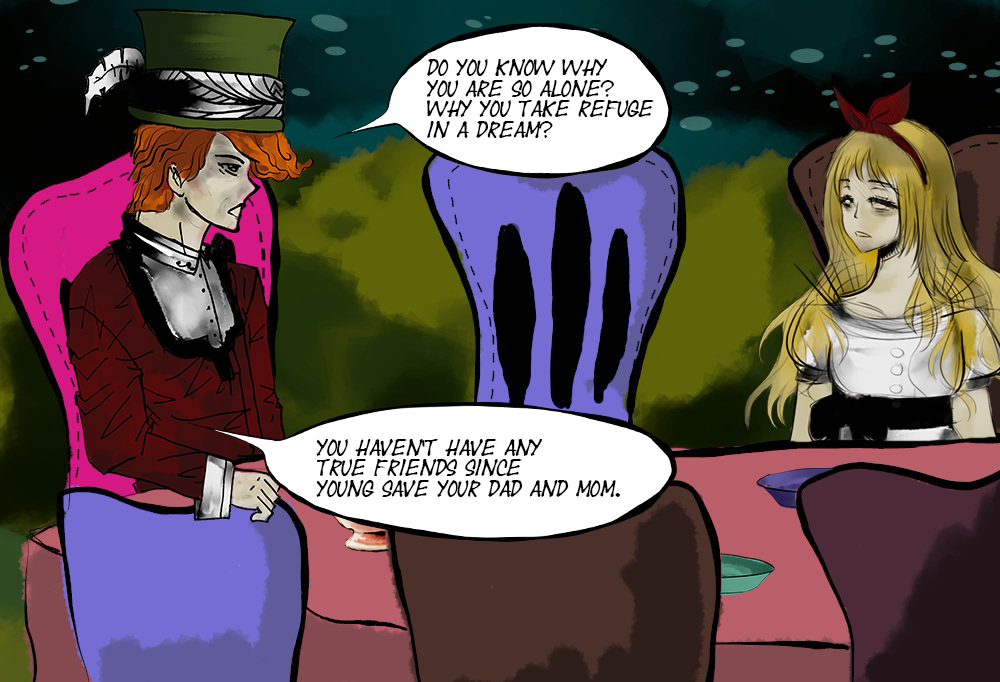 DO YOU KNOW WHY
YOU ARE SO ALONE?
WHY YOU TAKE REFUGE
IN A DREAM?
YOU HAVEN'T HAVE ANY
TRUE FRIENDS SINCE
YOUNG SAVE YOUR DAD AND MOM.